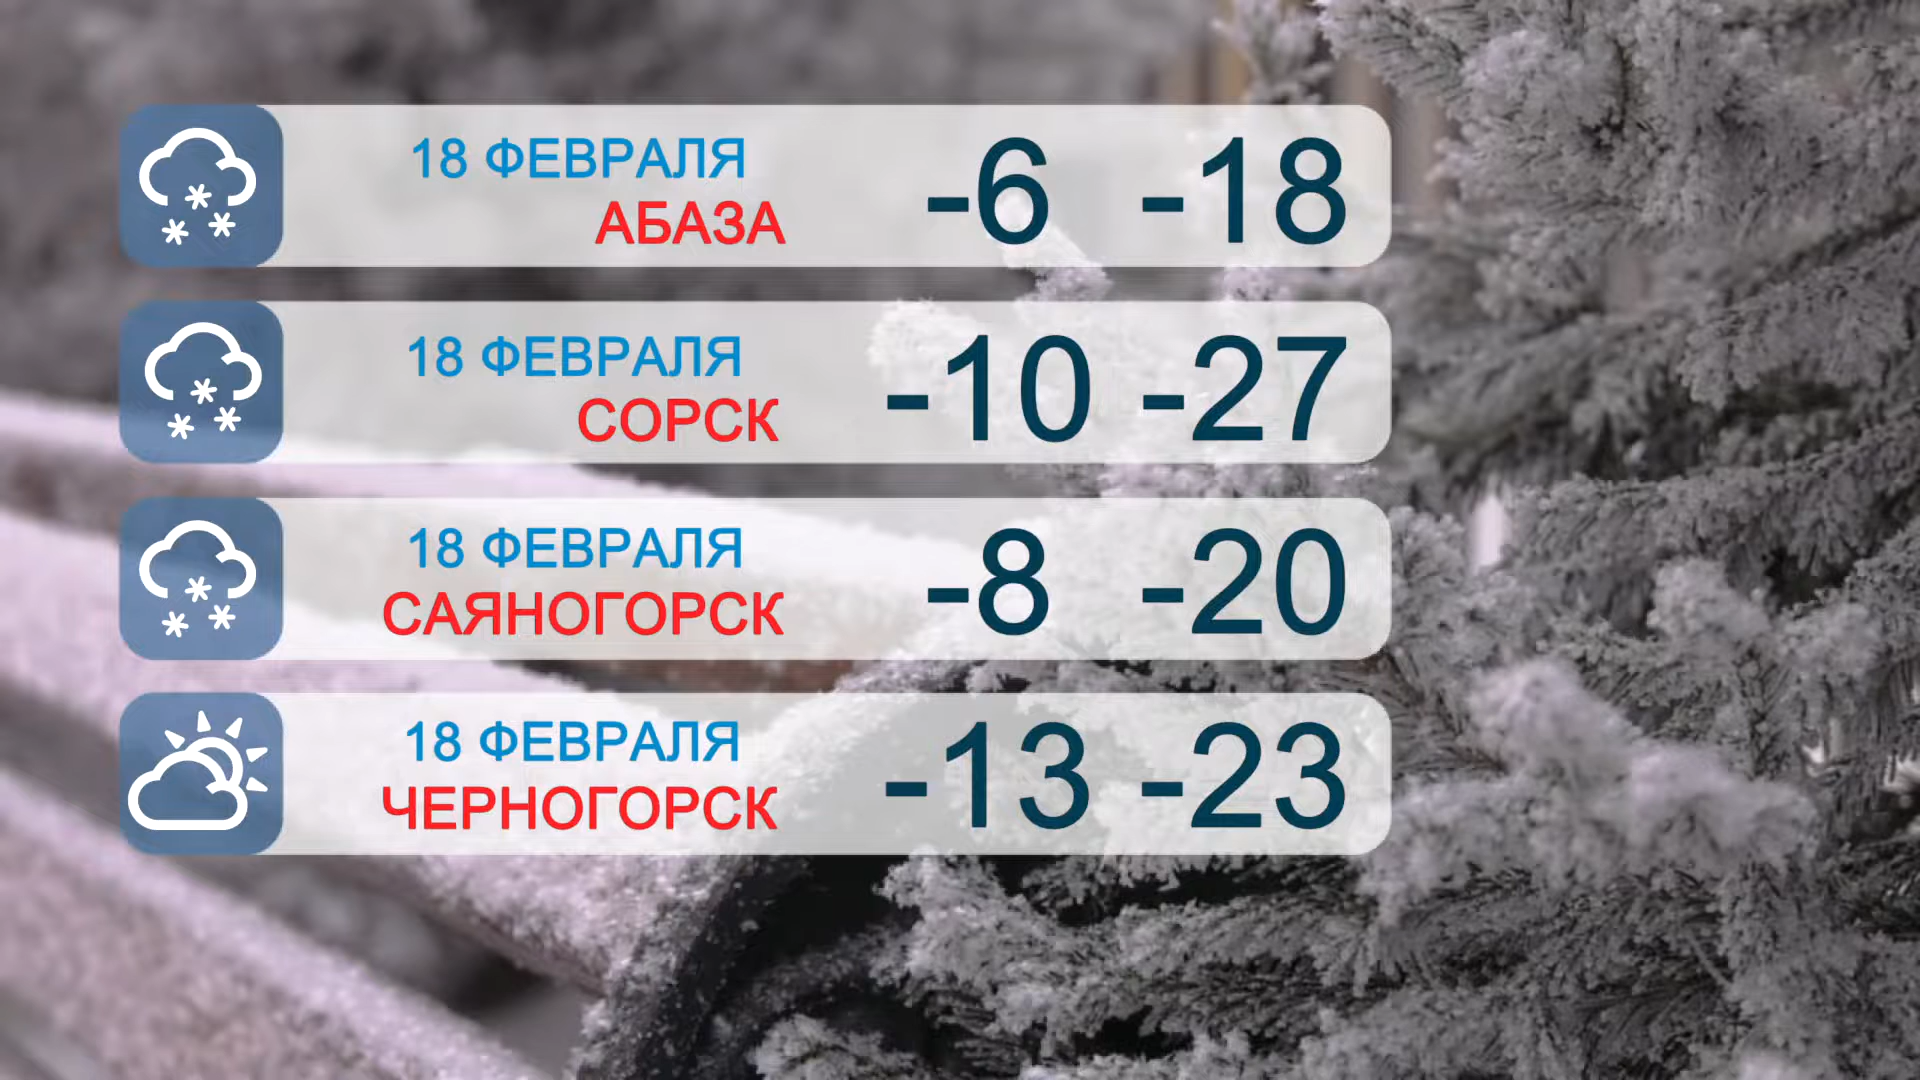 18 ФЕВРАЛЯ
АБАЗА
-6 -18
18 ФЕВРАЛЯ
СОРСК
-10 -27
18 ФЕВРАЛЯ
САЯНОГОРСК
-8 -20
18 ФЕВРАЛЯ
ЧЕРНОГОРСК
-13 -23